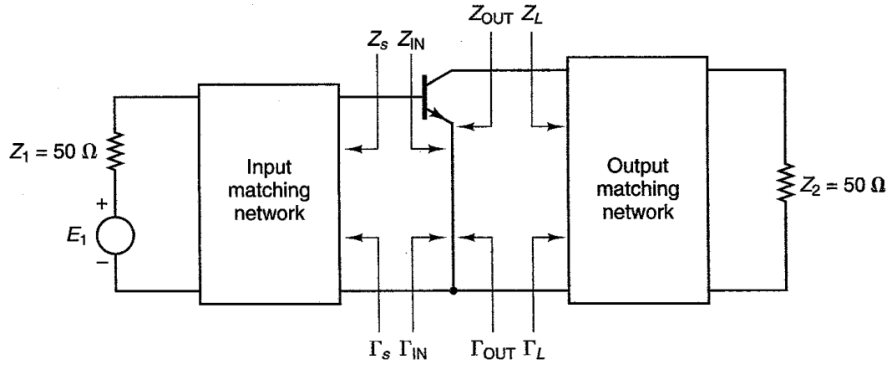 Z_s Z_IN Z_OUT Z_L
Z_1 = 50 Ω
+
E_1
−
Input
matching
network
Output
matching
network
Z_2 = 50 Ω
Γ_s Γ_IN Γ_OUT Γ_L